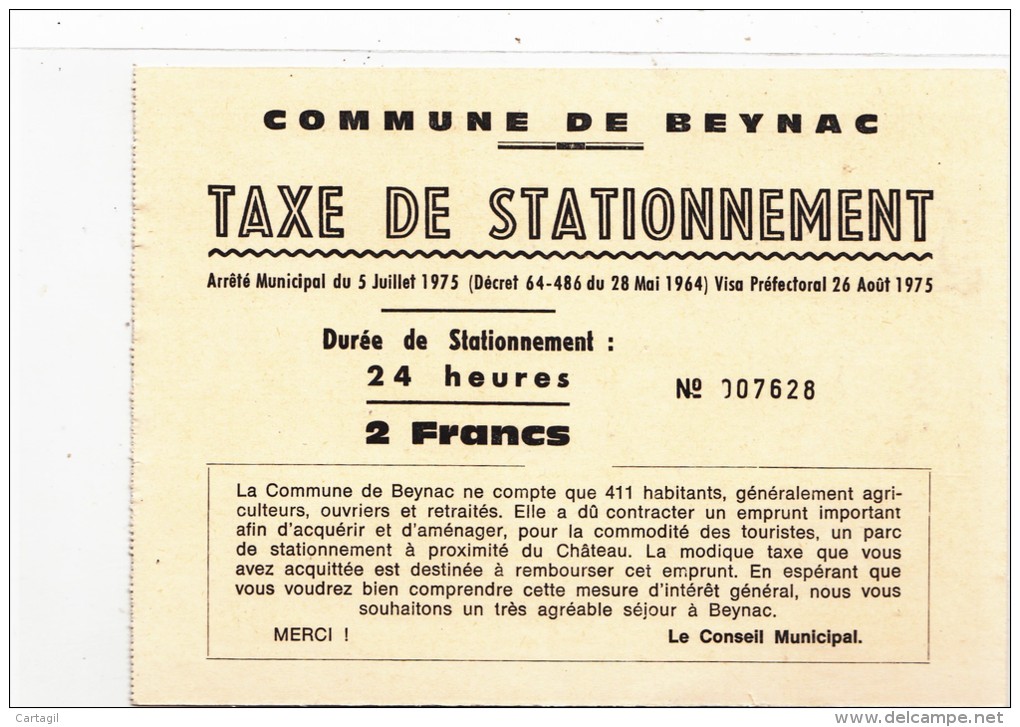 COMMUNE DE BEYNAC
TAXE DE STATIONNEMENT
Arrêté Municipal du 5 Juillet 1975 (Décret 64-486 du 28 Mai 1964) Visa Préfectoral 26 Août 1975
Durée de Stationnement :
24 heures
Nº 007628
2 Francs
La Commune de Beynac ne compte que 411 habitants, généralement agri-
culteurs, ouvriers et retraités. Elle a dû contracter un emprunt important
afin d'acquérir et d'aménager, pour la commodité des touristes, un parc
de stationnement à proximité du Château. La modique taxe que vous
avez acquittée est destinée à rembourser cet emprunt. En espérant que
vous voudrez bien comprendre cette mesure d'intérêt général, nous vous
souhaitons un très agréable séjour à Beynac.
MERCI ! Le Conseil Municipal.
Cartagil
www.delcampe.net